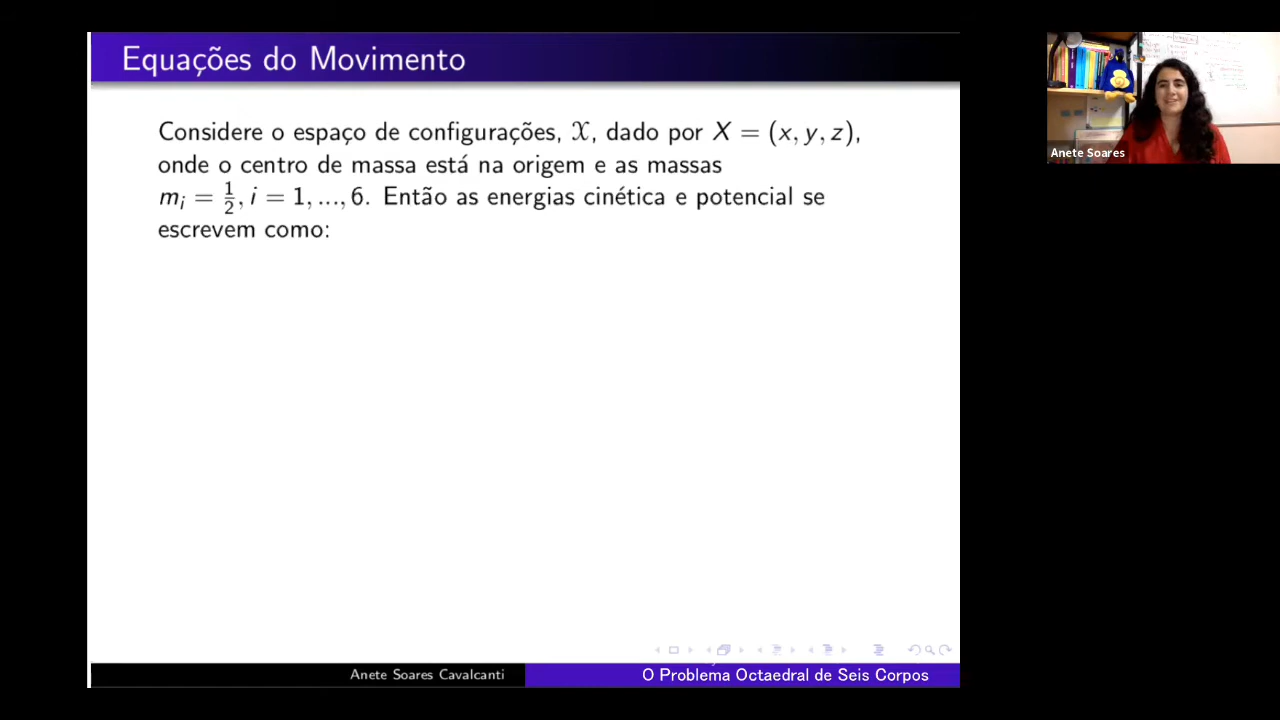 Equações do Movimento
Considere o espaço de configurações, 𝒳, dado por X = (x, y, z),
onde o centro de massa está na origem e as massas
mᵢ = 1/2, i = 1, ..., 6. Então as energias cinética e potencial se
escrevem como:
Anete Soares
Anete Soares Cavalcanti
O Problema Octaedral de Seis Corpos